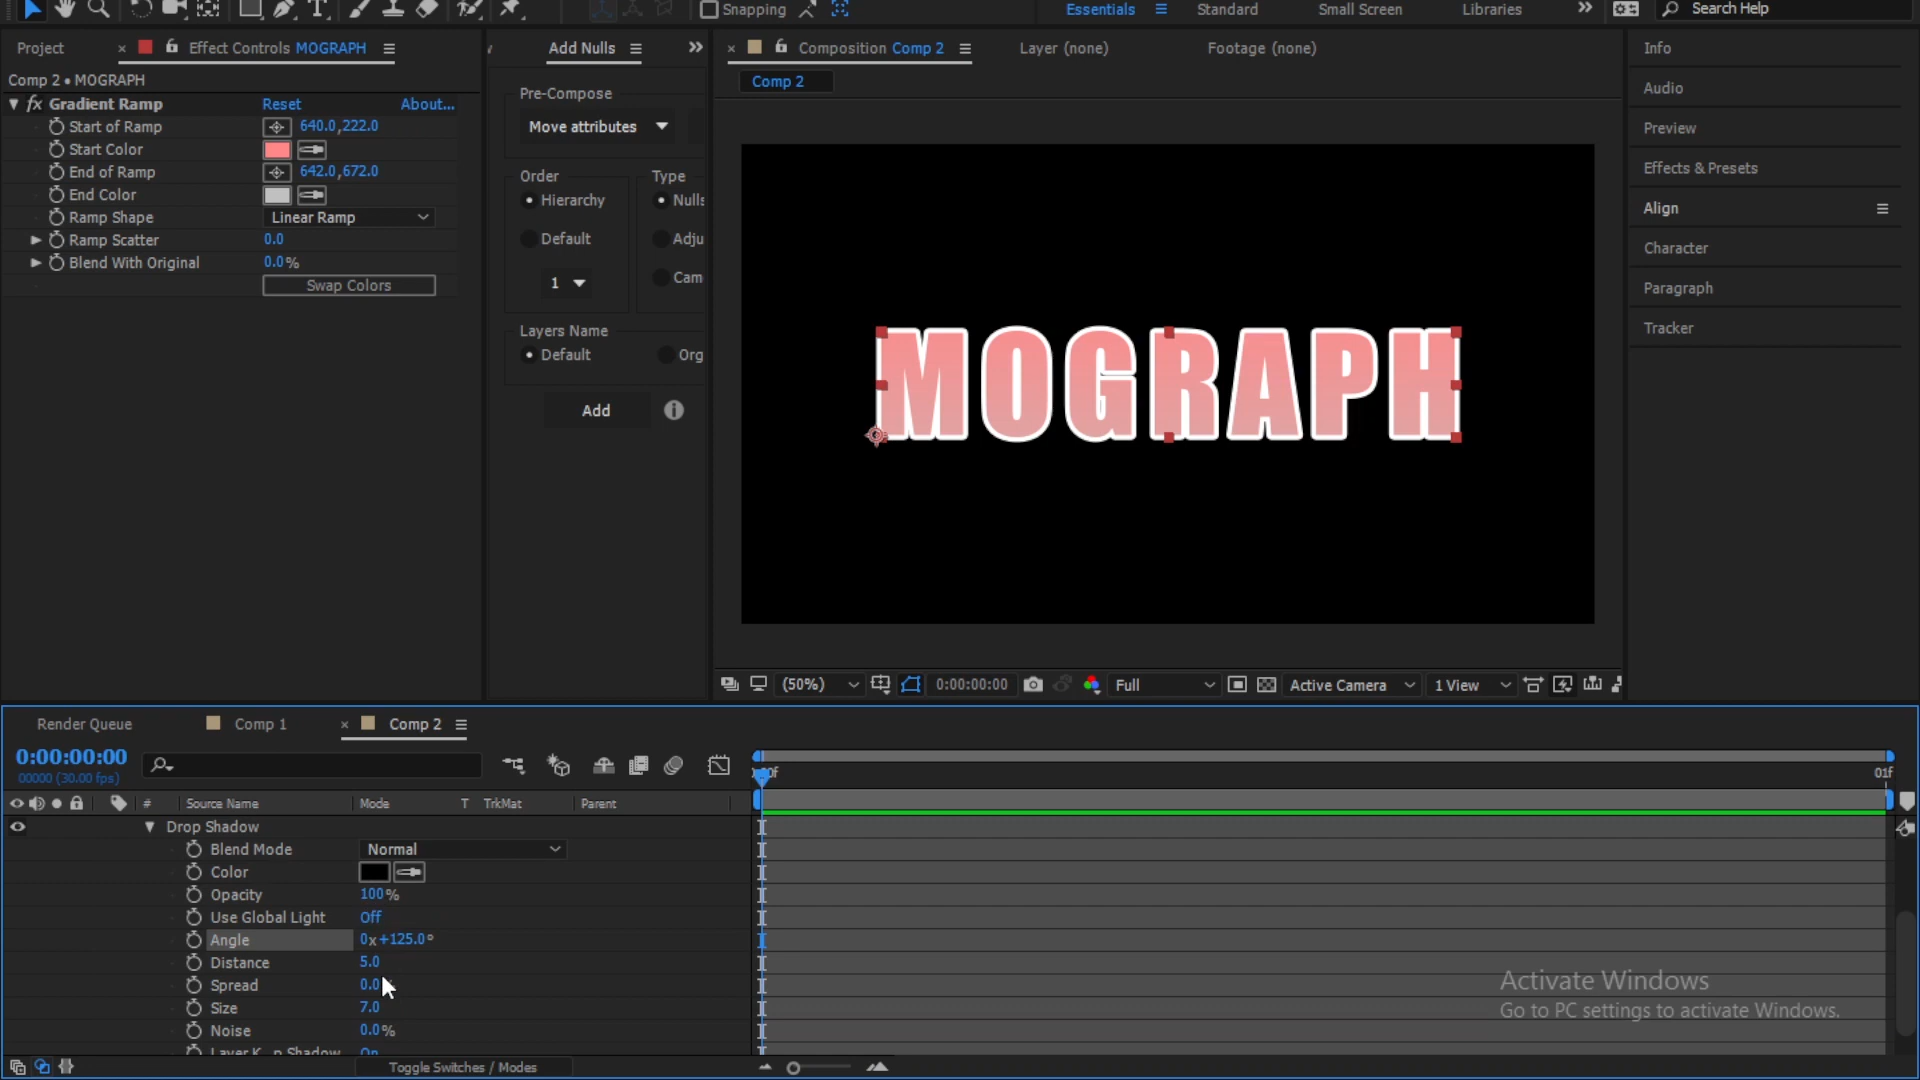 Snapping
Essentials
Standard
Small Screen
Libraries
Search Help
Project
Effect Controls MOGRAPH
Comp 2 • MOGRAPH
fx Gradient Ramp
Reset
About...
Start of Ramp
640.0,222.0
Start Color
End of Ramp
642.0,672.0
End Color
Ramp Shape
Linear Ramp
Ramp Scatter
0.0
Blend With Original
0.0%
Swap Colors
Add Nulls
Pre-Compose
Move attributes
Order
Type
Hierarchy
Nulls
Default
Adju
1
Cam
Layers Name
Default
Org
Add
Composition Comp 2
Layer (none)
Footage (none)
Comp 2
MOGRAPH
(50%)
0:00:00:00
Full
Active Camera
1 View
Info
Audio
Preview
Effects & Presets
Align
Character
Paragraph
Tracker
Render Queue
Comp 1
Comp 2
0:00:00:00
00000 (30.00 fps)
01f
#
Source Name
Mode
T
TrkMat
Parent
Drop Shadow
Blend Mode
Normal
Color
Opacity
100%
Use Global Light
Off
Angle
0x+125.0°
Distance
5.0
Spread
0.0
Size
7.0
Noise
0.0%
Toggle Switches / Modes
Activate Windows
Go to PC settings to activate Windows.